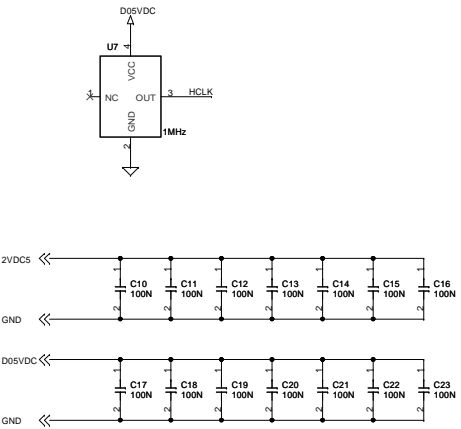 D05VDC
U7
4
VCC
1 NC OUT 3 HCLK
GND
1MHz
2
2VDC5
1 1 1 1 1 1 1
C10 C11 C12 C13 C14 C15 C16
100N 100N 100N 100N 100N 100N 100N
2 2 2 2 2 2 2
GND
D05VDC
1 1 1 1 1 1 1
C17 C18 C19 C20 C21 C22 C23
100N 100N 100N 100N 100N 100N 100N
2 2 2 2 2 2 2
GND